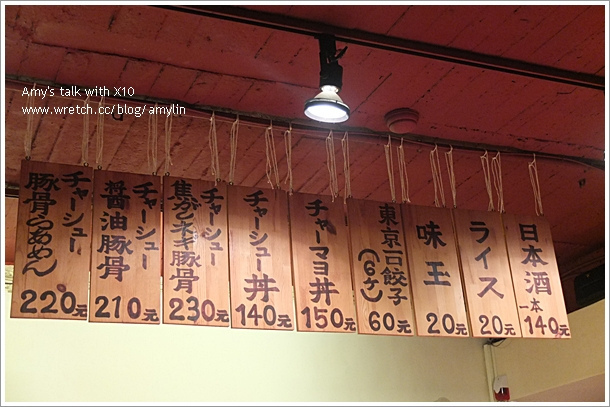 Amy's talk with X10
www.wretch.cc/blog/amylin
チャーシュー
豚骨らあめん
220元
チャーシュー
醤油豚骨
210元
チャーシュー
焦がしネギ豚骨
230元
チャーシュー丼
140元
チャーマヨ丼
150元
東京一口餃子
(6ケ)
60元
味玉
20元
ライス
20元
日本酒
一本
140元